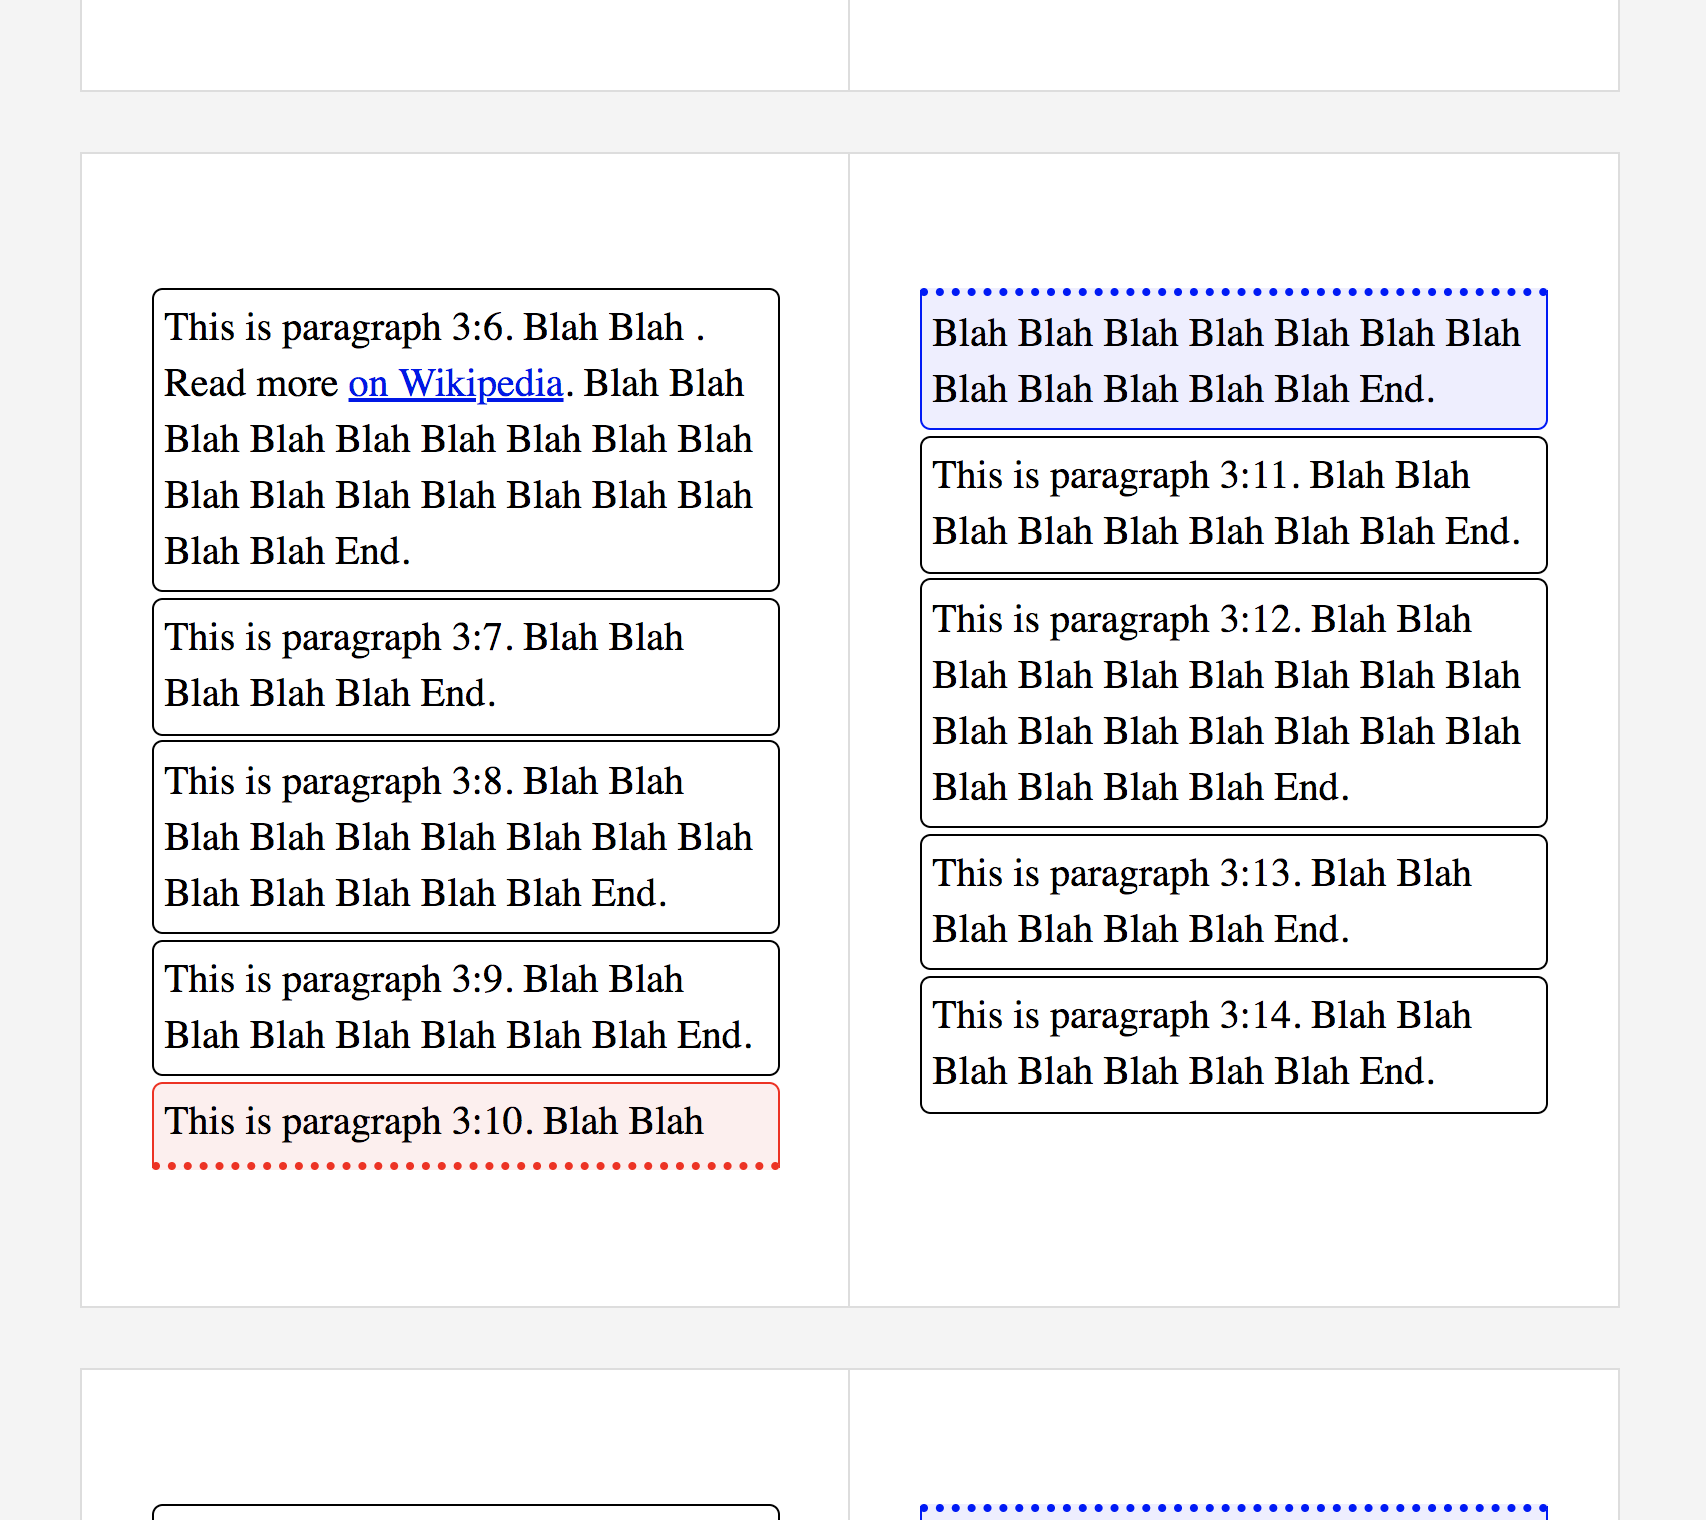 This is paragraph 3:6. Blah Blah .
Read more on Wikipedia. Blah Blah
Blah Blah Blah Blah Blah Blah Blah
Blah Blah Blah Blah Blah Blah Blah
Blah Blah End.
This is paragraph 3:7. Blah Blah
Blah Blah Blah End.
This is paragraph 3:8. Blah Blah
Blah Blah Blah Blah Blah Blah Blah
Blah Blah Blah Blah Blah End.
This is paragraph 3:9. Blah Blah
Blah Blah Blah Blah Blah Blah End.
This is paragraph 3:10. Blah Blah
Blah Blah Blah Blah Blah Blah Blah
Blah Blah Blah Blah Blah End.
This is paragraph 3:11. Blah Blah
Blah Blah Blah Blah Blah Blah End.
This is paragraph 3:12. Blah Blah
Blah Blah Blah Blah Blah Blah Blah
Blah Blah Blah Blah Blah Blah Blah
Blah Blah Blah Blah End.
This is paragraph 3:13. Blah Blah
Blah Blah Blah Blah End.
This is paragraph 3:14. Blah Blah
Blah Blah Blah Blah Blah End.